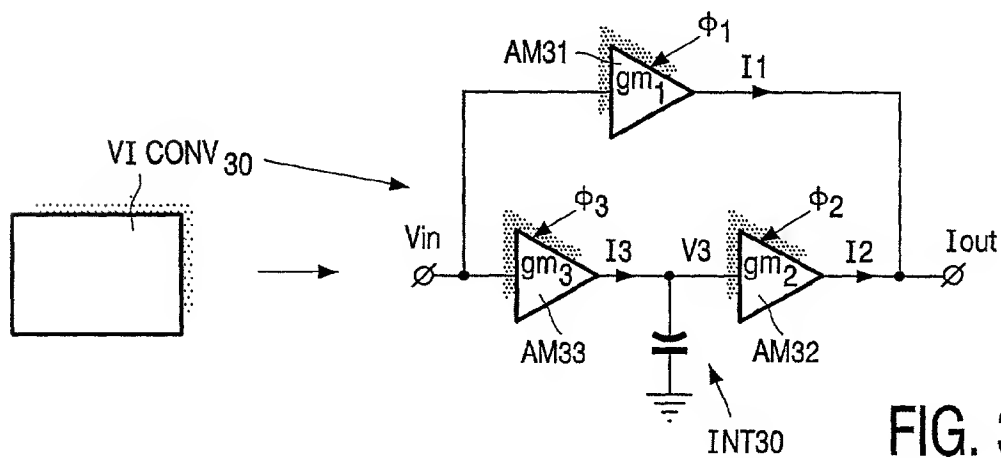 AM31
Φ1
gm1
I1
VI CONV30
Vin
Φ3
gm3
I3
V3
Φ2
gm2
I2
Iout
AM33
AM32
INT30
FIG.